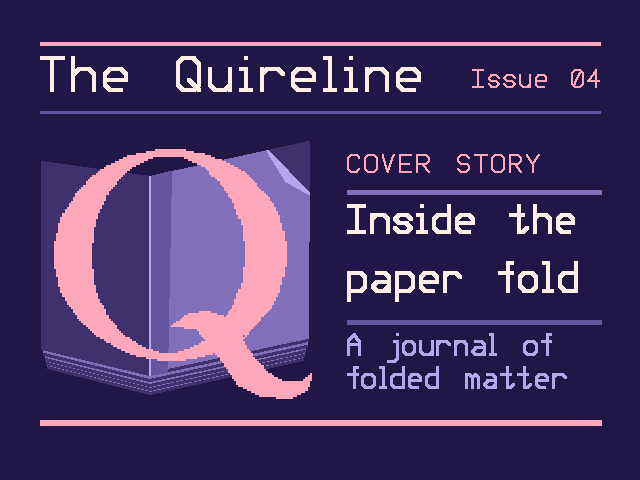 The Quireline
Issue 04
Q
COVER STORY
Inside the
paper fold
A journal of
folded matter